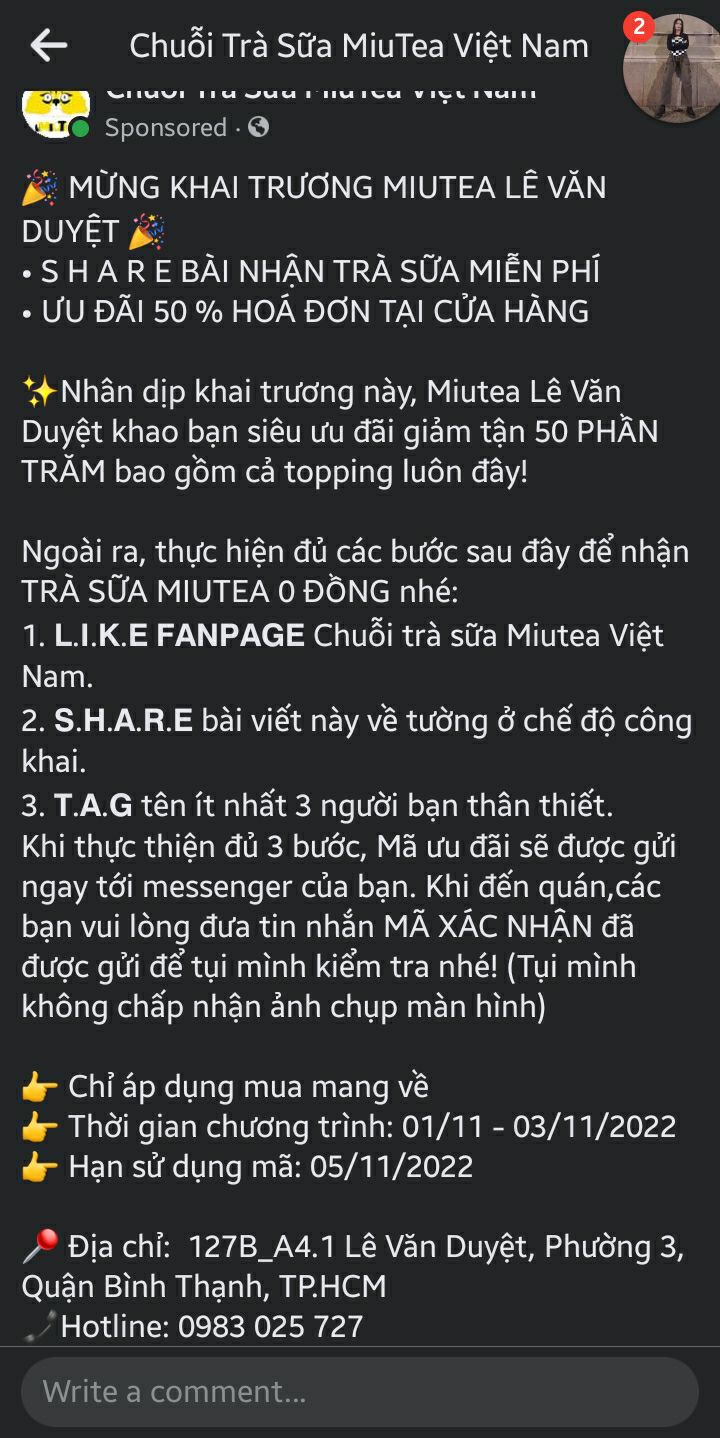 Chuỗi Trà Sữa MiuTea Việt Nam
2
Chuỗi Trà Sữa MiuTea Việt Nam
Sponsored ·
🎉 MỪNG KHAI TRƯƠNG MIUTEA LÊ VĂN
DUYỆT 🎉
• S H A R E BÀI NHẬN TRÀ SỮA MIỄN PHÍ
• ƯU ĐÃI 50 % HOÁ ĐƠN TẠI CỬA HÀNG
✨Nhân dịp khai trương này, Miutea Lê Văn
Duyệt khao bạn siêu ưu đãi giảm tận 50 PHẦN
TRĂM bao gồm cả topping luôn đây!
Ngoài ra, thực hiện đủ các bước sau đây để nhận
TRÀ SỮA MIUTEA 0 ĐỒNG nhé:
1. L.I.K.E FANPAGE Chuỗi trà sữa Miutea Việt
Nam.
2. S.H.A.R.E bài viết này về tường ở chế độ công
khai.
3. T.A.G tên ít nhất 3 người bạn thân thiết.
Khi thực thiện đủ 3 bước, Mã ưu đãi sẽ được gửi
ngay tới messenger của bạn. Khi đến quán,các
bạn vui lòng đưa tin nhắn MÃ XÁC NHẬN đã
được gửi để tụi mình kiểm tra nhé! (Tụi mình
không chấp nhận ảnh chụp màn hình)
👉 Chỉ áp dụng mua mang về
👉 Thời gian chương trình: 01/11 - 03/11/2022
👉 Hạn sử dụng mã: 05/11/2022
📍 Địa chỉ: 127B_A4.1 Lê Văn Duyệt, Phường 3,
Quận Bình Thạnh, TP.HCM
📞Hotline: 0983 025 727
Write a comment...